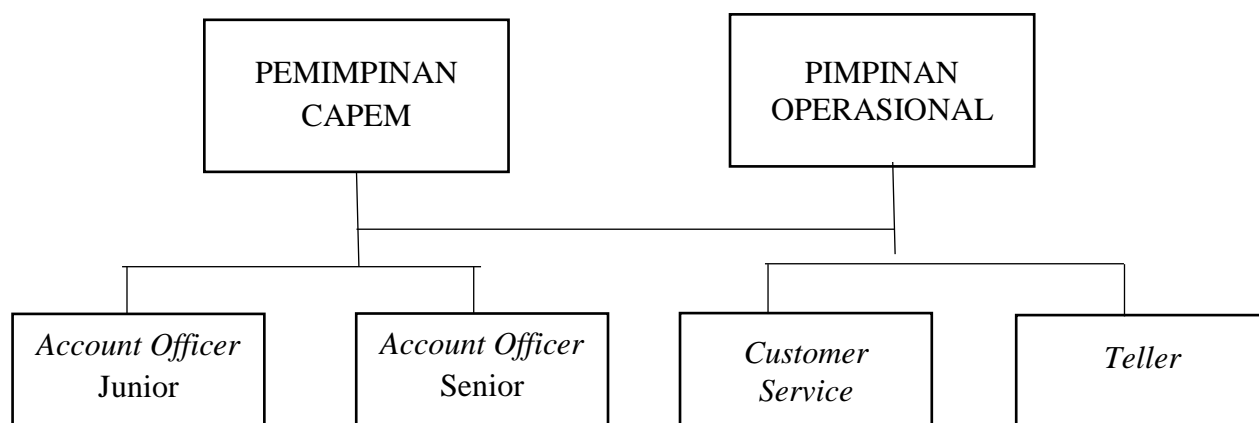 PEMIMPINAN
CAPEM
PIMPINAN
OPERASIONAL
Account Officer
Junior
Account Officer
Senior
Customer
Service
Teller